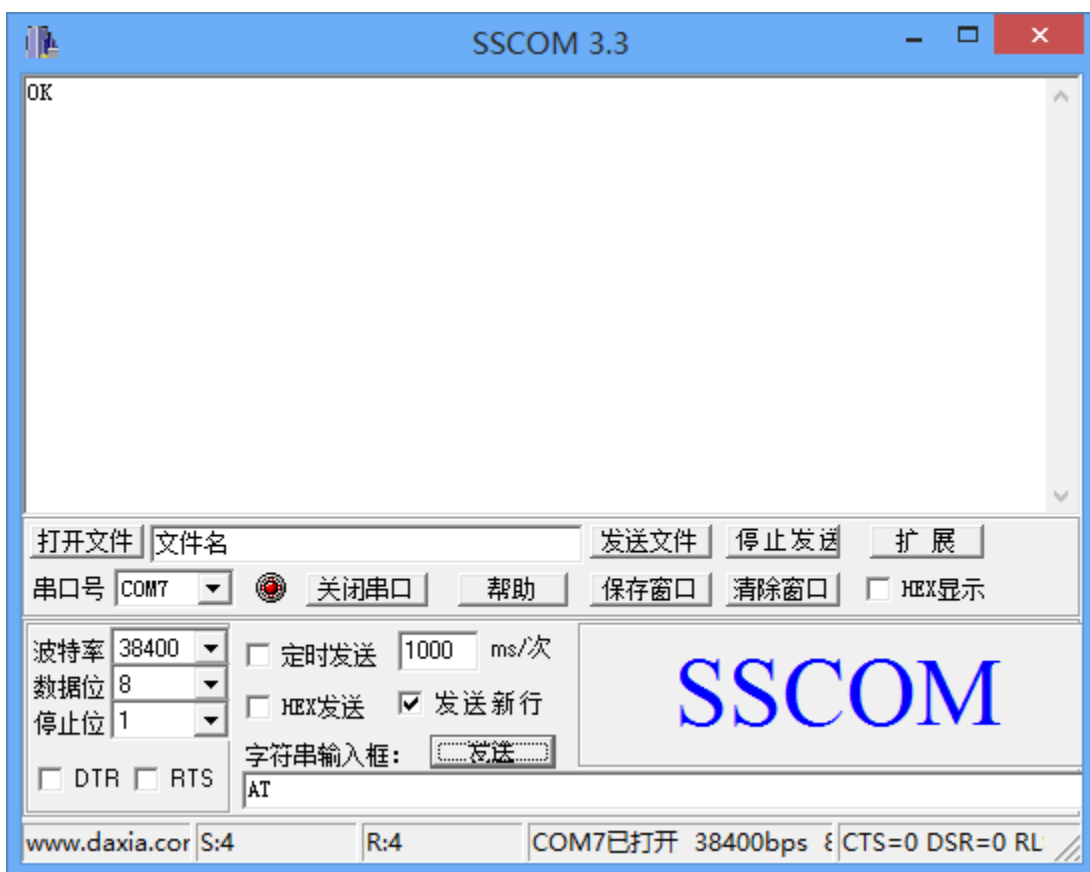 SSCOM 3.3
OK
打开文件 文件名 发送文件 停止发送 扩 展
串口号 COM7 关闭串口 帮助 保存窗口 清除窗口 HEX显示
波特率 38400 定时发送 1000 ms/次
数据位 8 HEX发送 发送新行
停止位 1
SSCOM
字符串输入框: 发送
DTR RTS
AT
www.daxia.cor S:4 R:4 COM7已打开 38400bps 8 CTS=0 DSR=0 RL